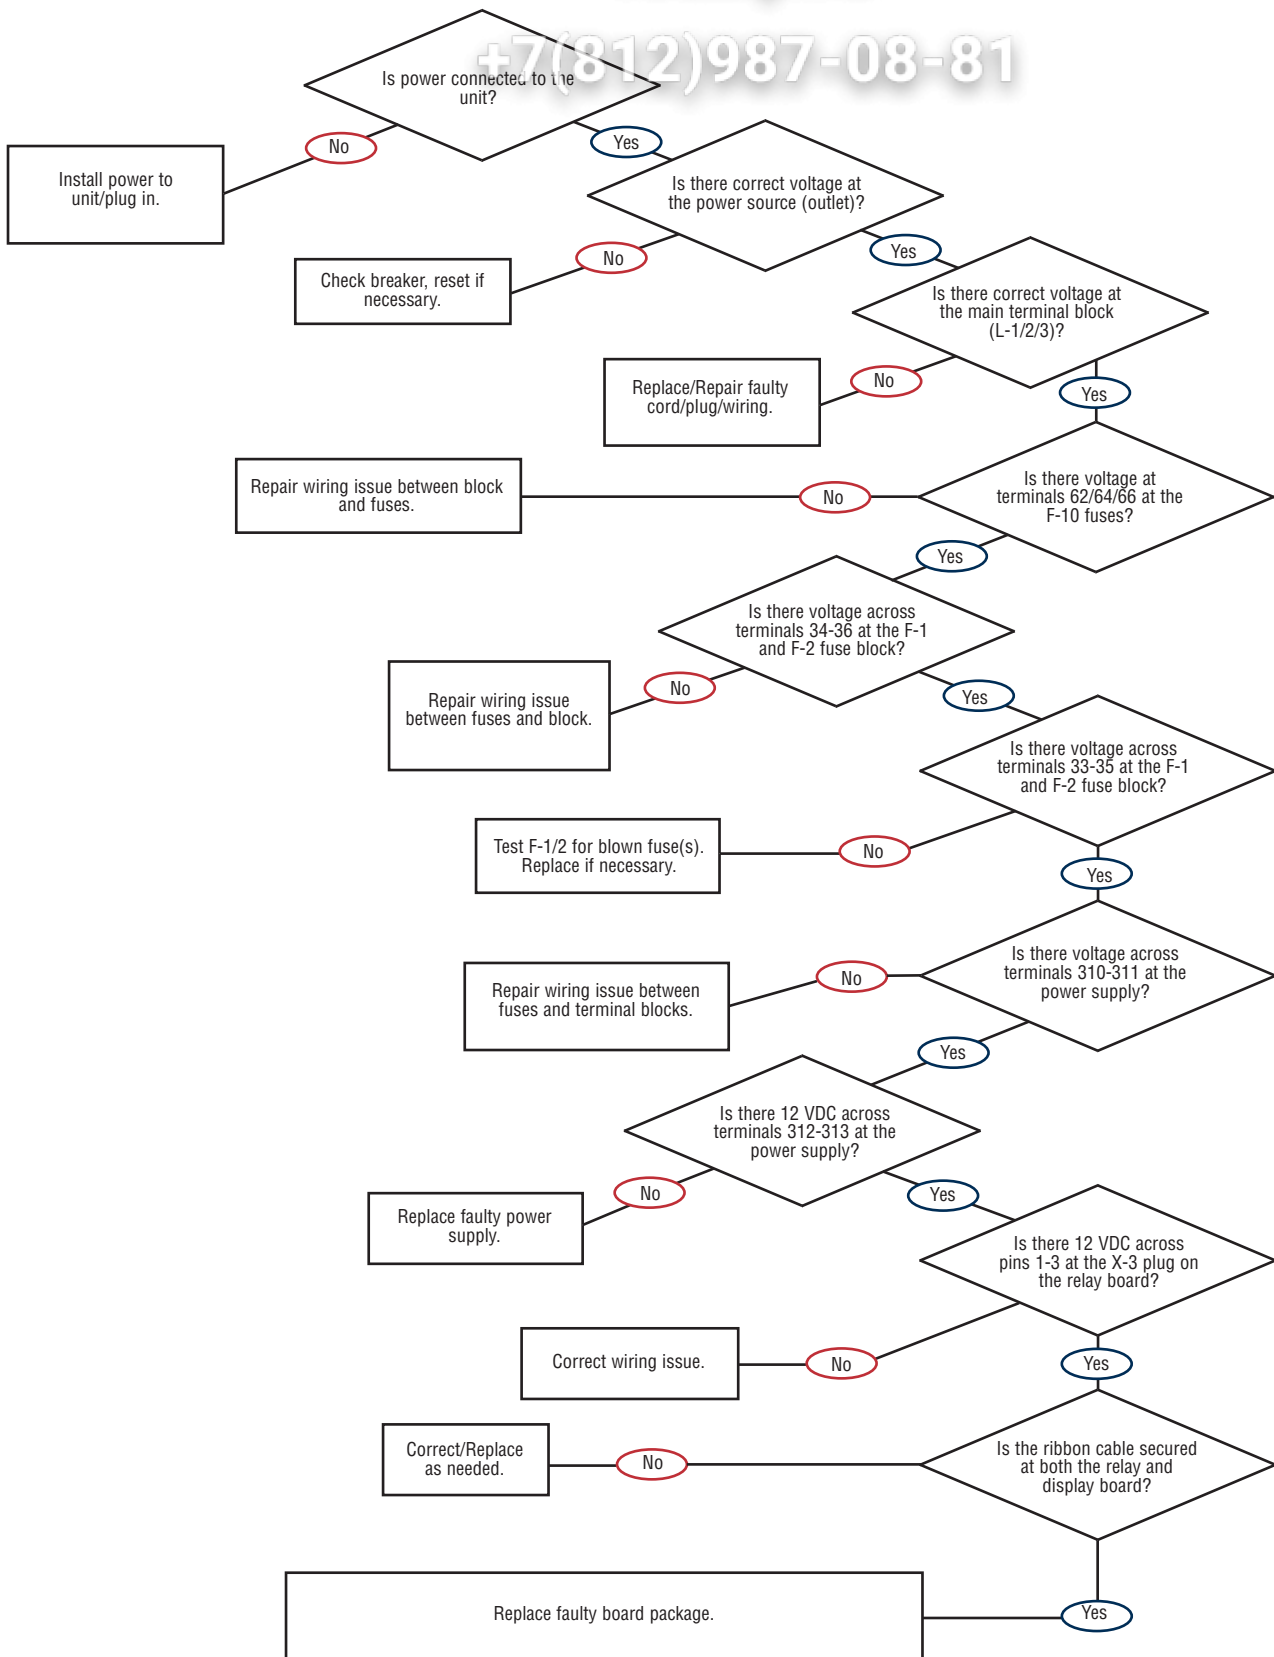 +7(812)987-08-81
Is power connected to the
unit?
No
Yes
Install power to
unit/plug in.
Is there correct voltage at
the power source (outlet)?
No
Yes
Check breaker, reset if
necessary.
Is there correct voltage at
the main terminal block
(L-1/2/3)?
No
Yes
Replace/Repair faulty
cord/plug/wiring.
Is there voltage at
terminals 62/64/66 at the
F-10 fuses?
No
Repair wiring issue between block
and fuses.
Yes
Is there voltage across
terminals 34-36 at the F-1
and F-2 fuse block?
No
Yes
Repair wiring issue
between fuses and block.
Is there voltage across
terminals 33-35 at the F-1
and F-2 fuse block?
No
Test F-1/2 for blown fuse(s).
Replace if necessary.
Yes
Is there voltage across
terminals 310-311 at the
power supply?
No
Repair wiring issue between
fuses and terminal blocks.
Yes
Is there 12 VDC across
terminals 312-313 at the
power supply?
No
Yes
Replace faulty power
supply.
Is there 12 VDC across
pins 1-3 at the X-3 plug on
the relay board?
No
Correct wiring issue.
Yes
Is the ribbon cable secured
at both the relay and
display board?
No
Correct/Replace
as needed.
Yes
Replace faulty board package.